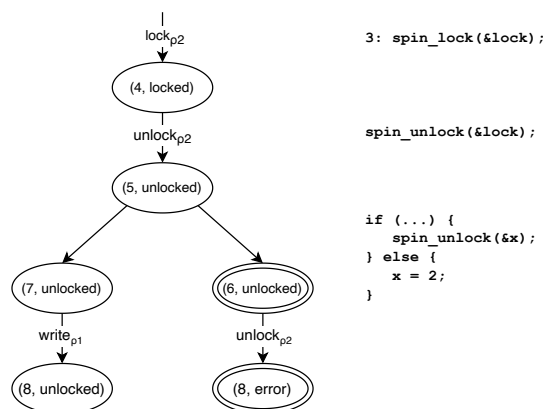 lockρ2
3: spin_lock(&lock);
(4, locked)
unlockρ2
spin_unlock(&lock);
(5, unlocked)
if (...) {
spin_unlock(&x);
} else {
x = 2;
}
(7, unlocked)
(6, unlocked)
writeρ1
unlockρ2
(8, unlocked)
(8, error)